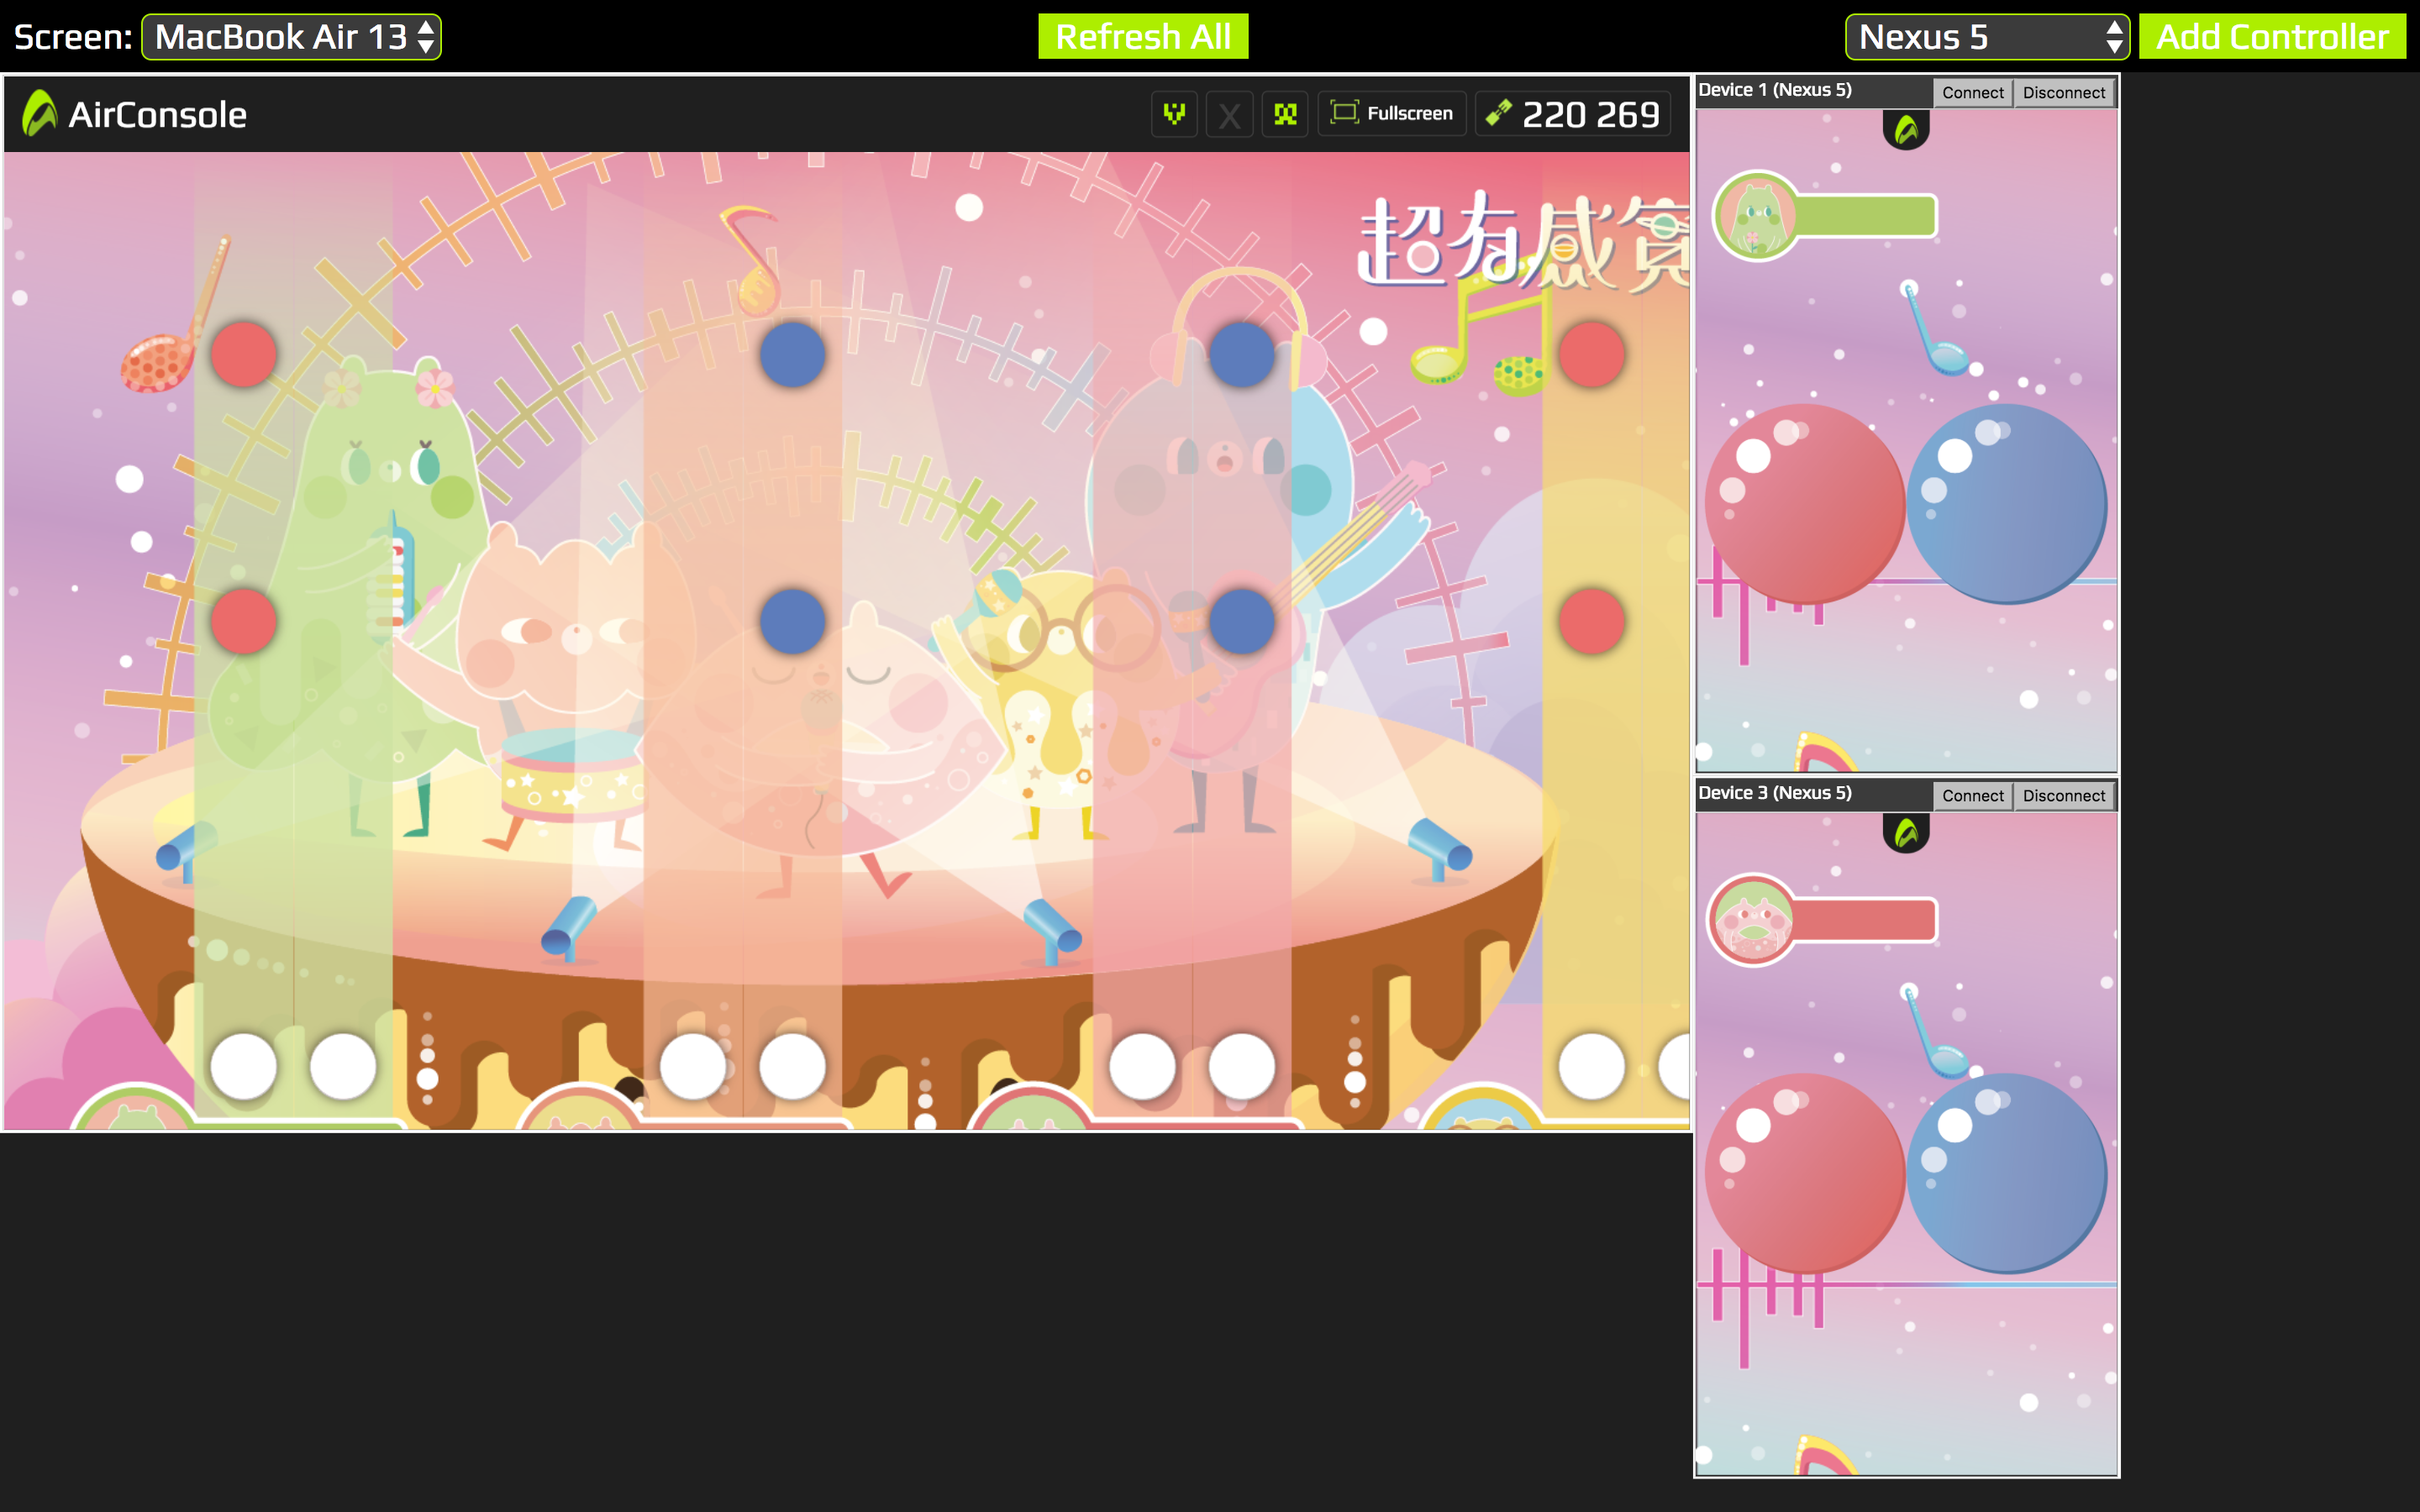 Screen: MacBook Air 13
Refresh All
Nexus 5
Add Controller
AirConsole
X
Fullscreen
220 269
Device 1 (Nexus 5)
Connect
Disconnect
超有感
Device 3 (Nexus 5)
Connect
Disconnect